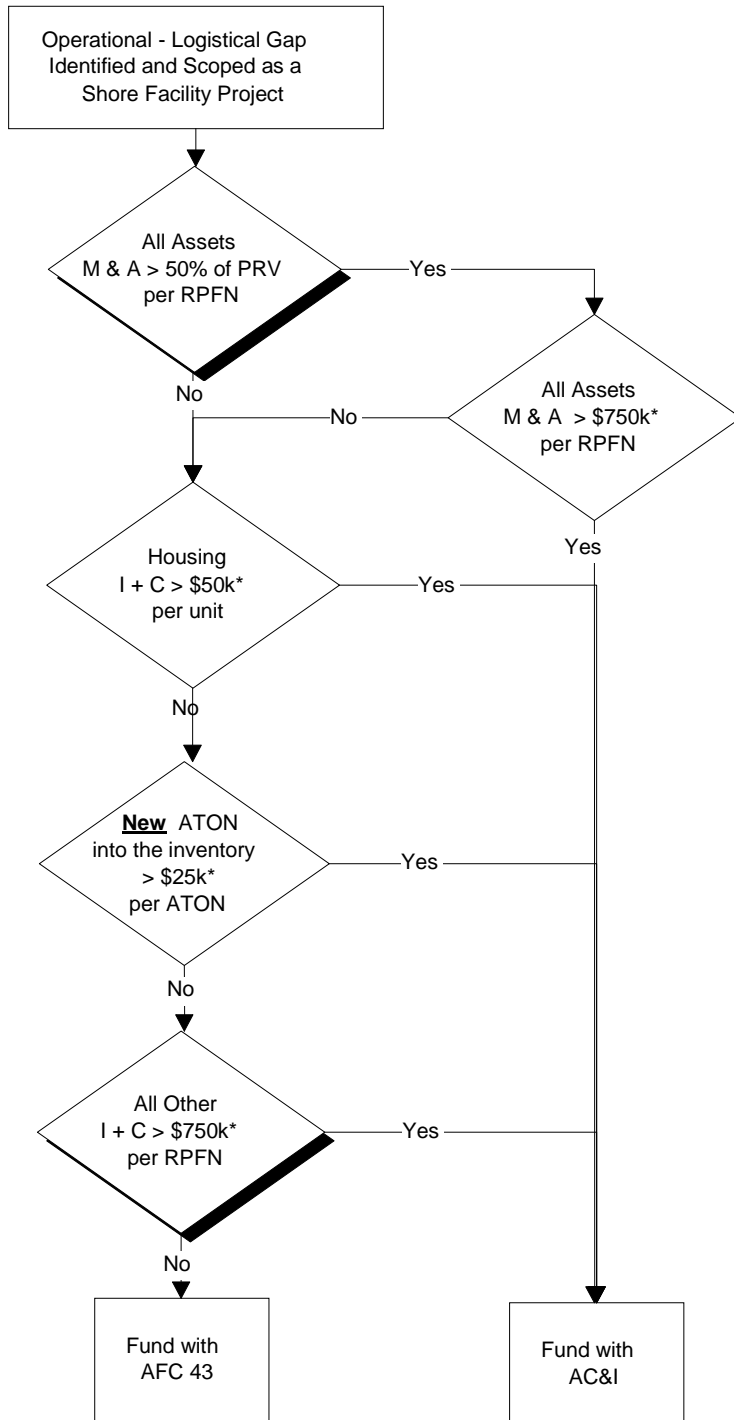 Operational - Logistical Gap
Identified and Scoped as a
Shore Facility Project
All Assets
M & A > 50% of PRV
per RPFN
Yes
No
All Assets
M & A > $750k*
per RPFN
No
Yes
Housing
I + C > $50k*
per unit
Yes
No
New ATON
into the inventory
> $25k*
per ATON
Yes
No
All Other
I + C > $750k*
per RPFN
Yes
No
Fund with
AFC 43
Fund with
AC&I